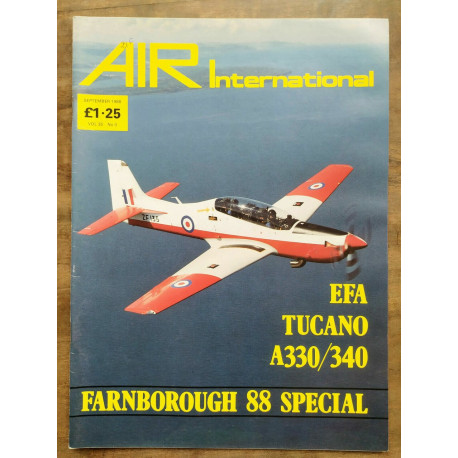 AIR International
SEPTEMBER 1988
£1·25
EFA
TUCANO
A330/340
FARNBOROUGH 88 SPECIAL